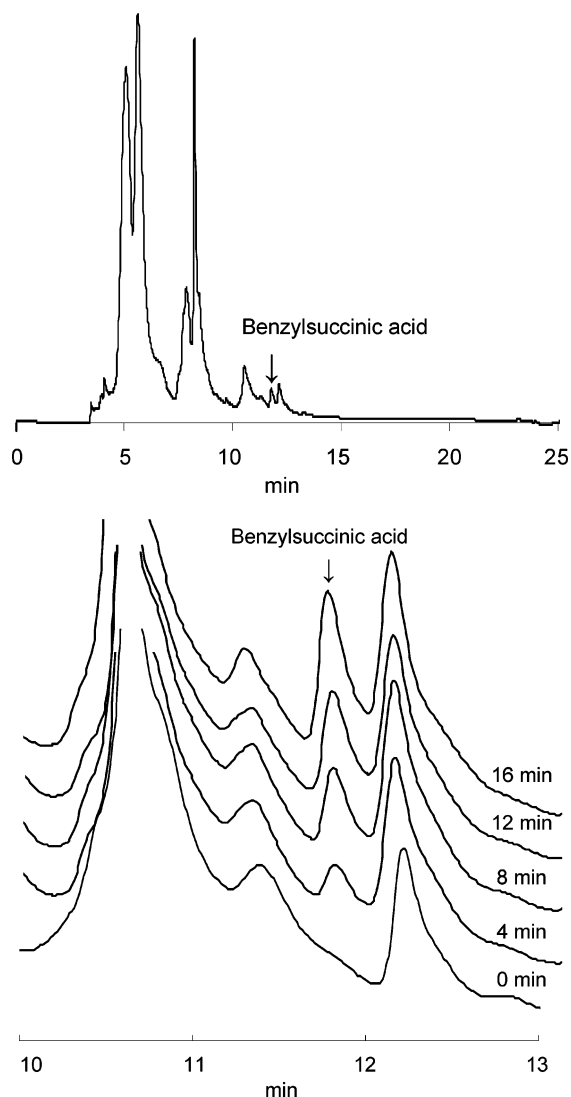 Benzylsuccinic acid
0 5 10 15 20 25
min
Benzylsuccinic acid
16 min
12 min
8 min
4 min
0 min
10 11 12 13
min